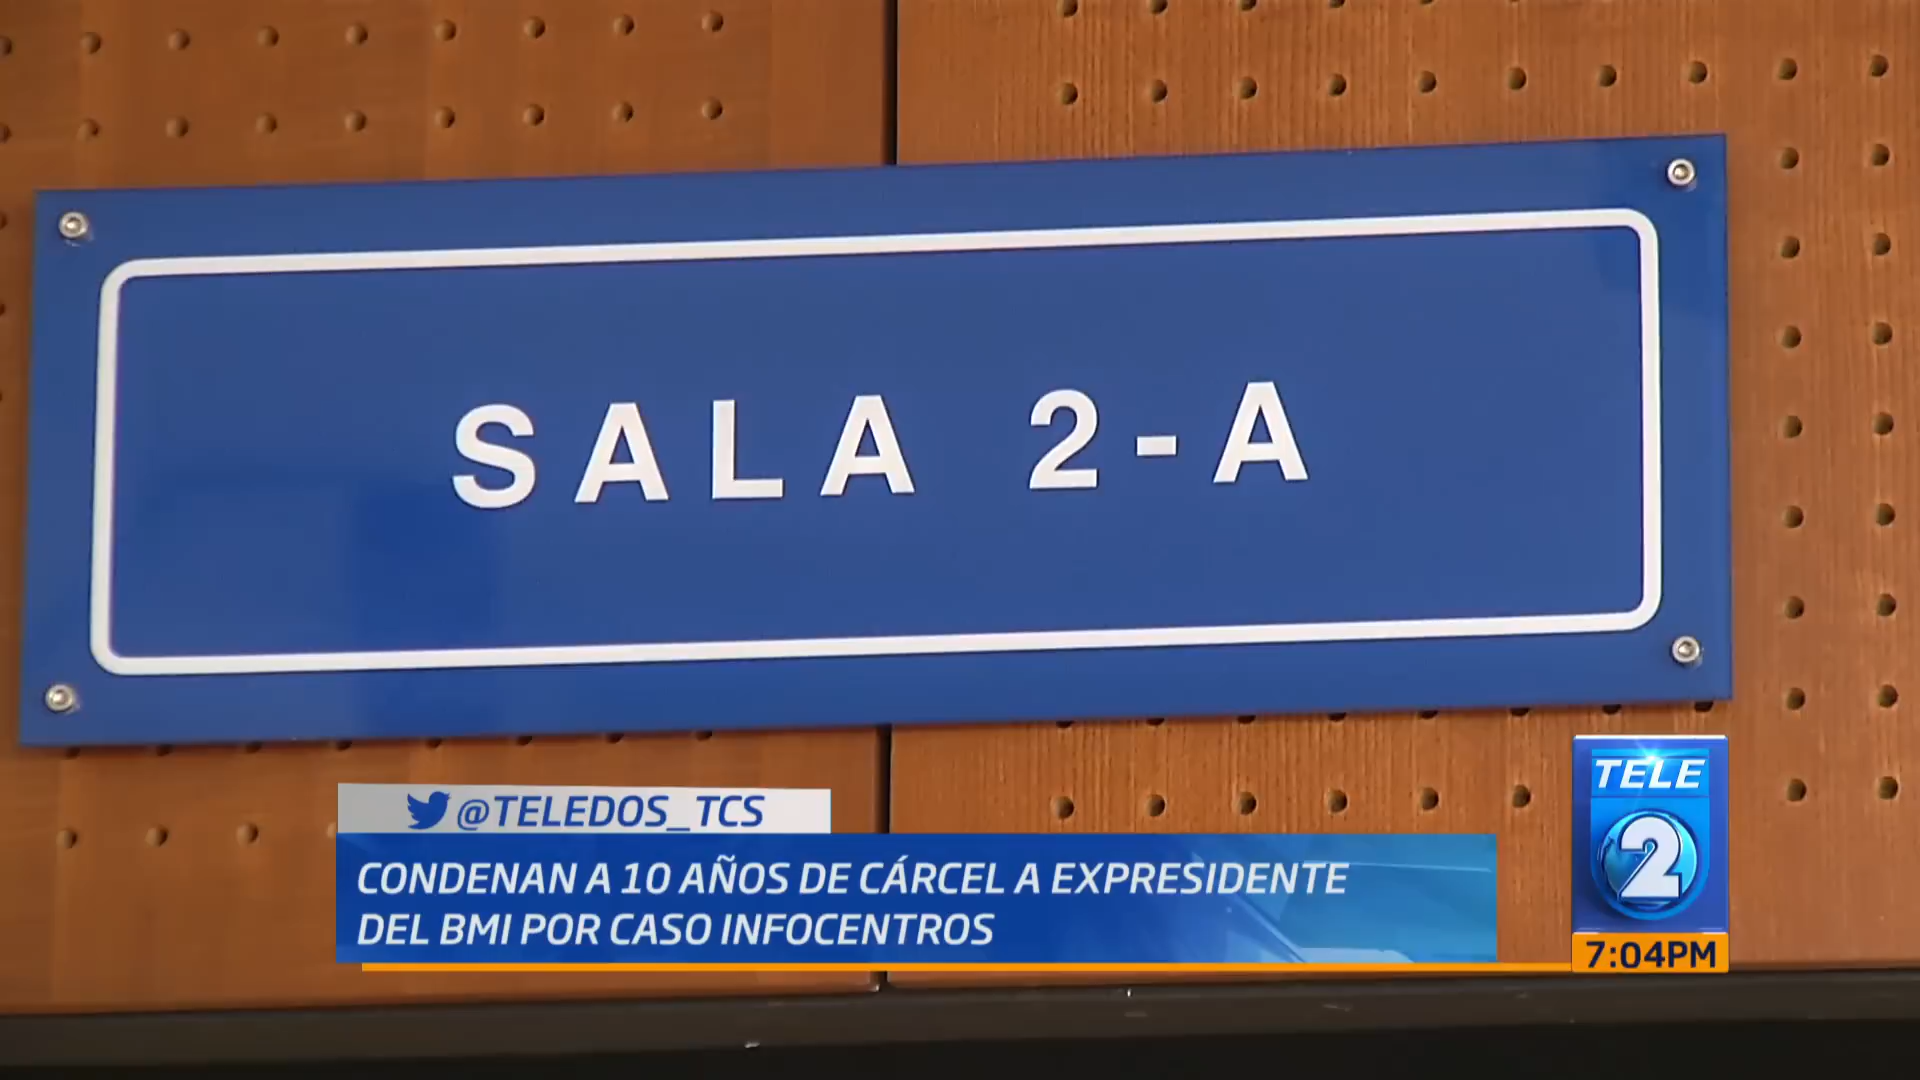 SALA 2-A
@TELEDOS_TCS
CONDENAN A 10 AÑOS DE CÁRCEL A EXPRESIDENTE
DEL BMI POR CASO INFOCENTROS
TELE
2
7:04PM